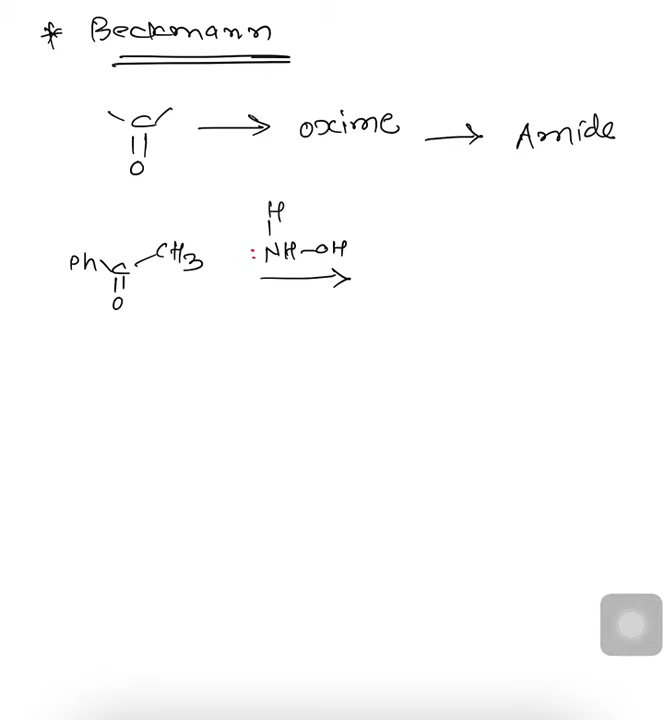 * Beckmann
C → oxime → Amide
||
O
H
|
Ph C CH3 :NH-OH
|| →
O